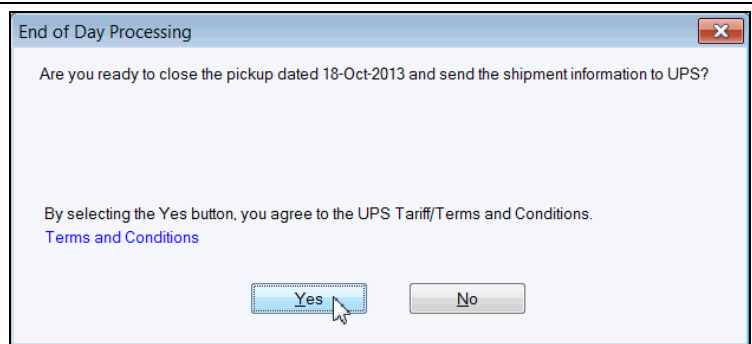 End of Day Processing
Are you ready to close the pickup dated 18-Oct-2013 and send the shipment information to UPS?
By selecting the Yes button, you agree to the UPS Tariff/Terms and Conditions.
Terms and Conditions
Yes No